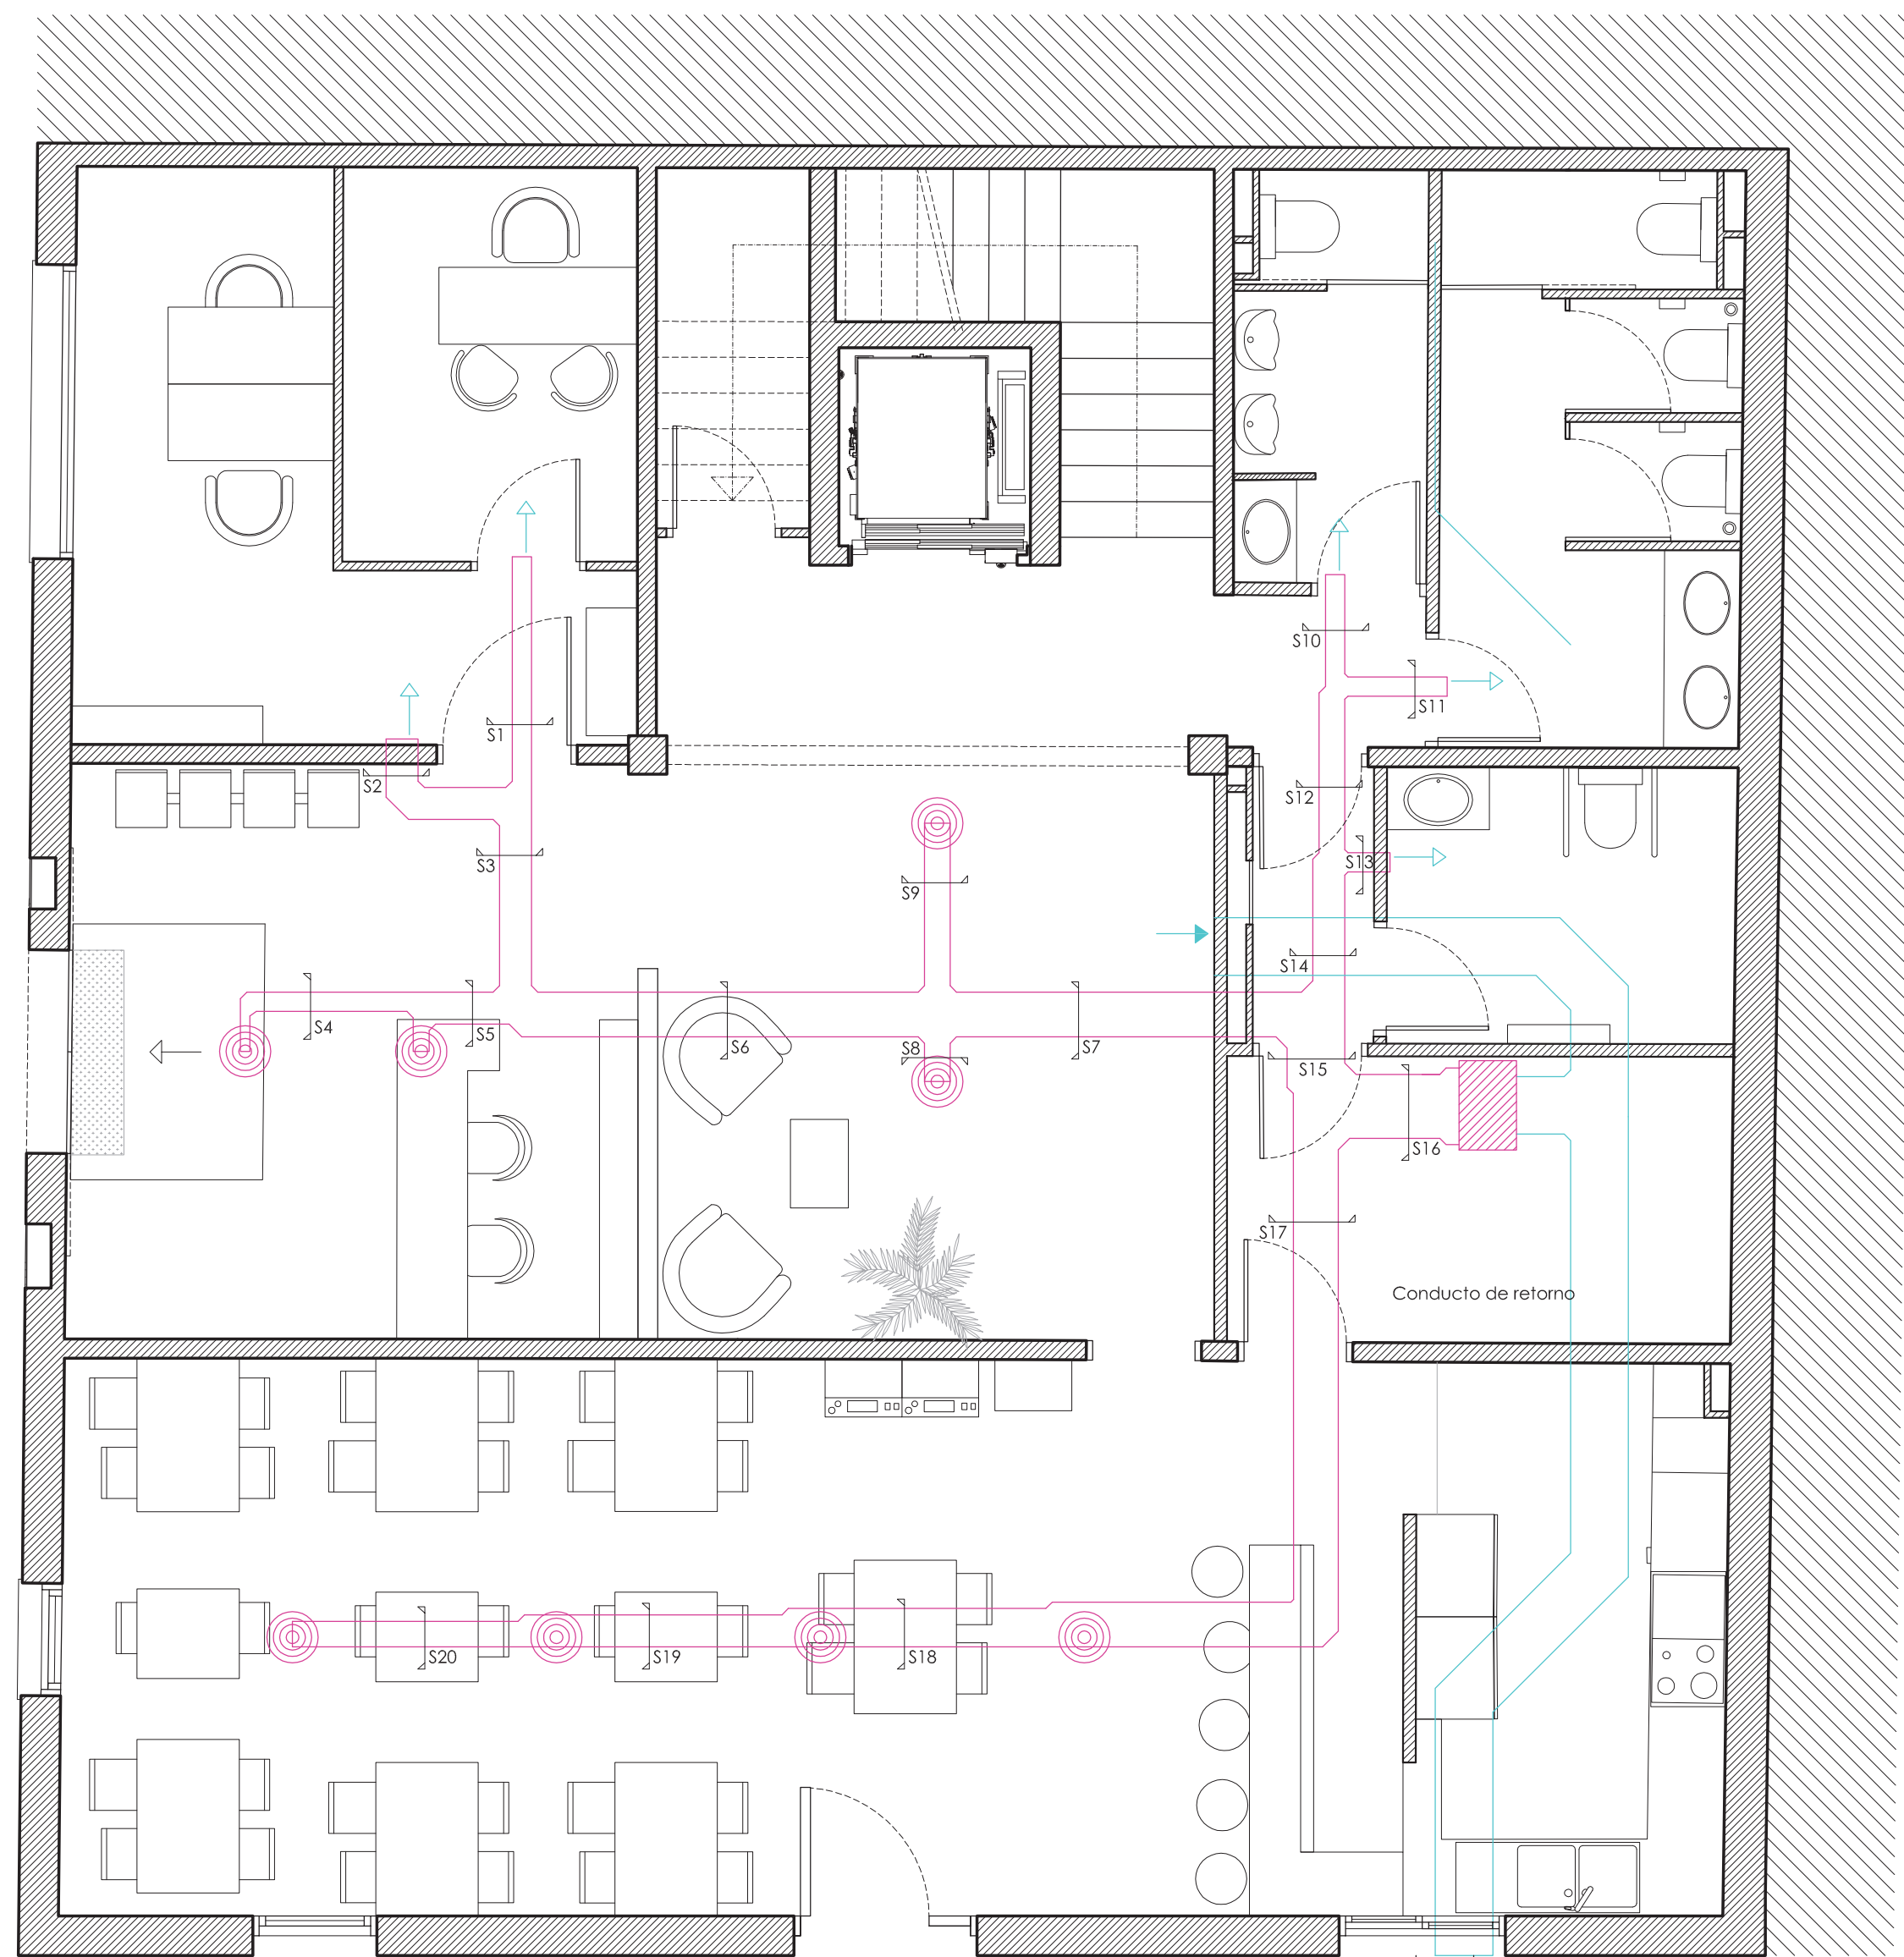 S10
S11
S1
S2
S12
S3
S13
S9
S14
S4
S5
S6
S8
S7
S15
S16
S17
Conducto de retorno
S20
S19
S18